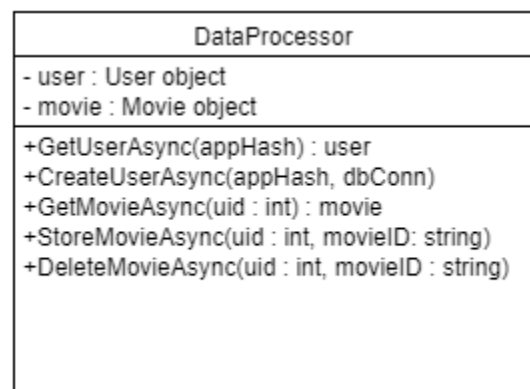 DataProcessor
- user : User object
- movie : Movie object
+GetUserAsync(appHash) : user
+CreateUserAsync(appHash, dbConn)
+GetMovieAsync(uid : int) : movie
+StoreMovieAsync(uid : int, movieID: string)
+DeleteMovieAsync(uid : int, movieID : string)